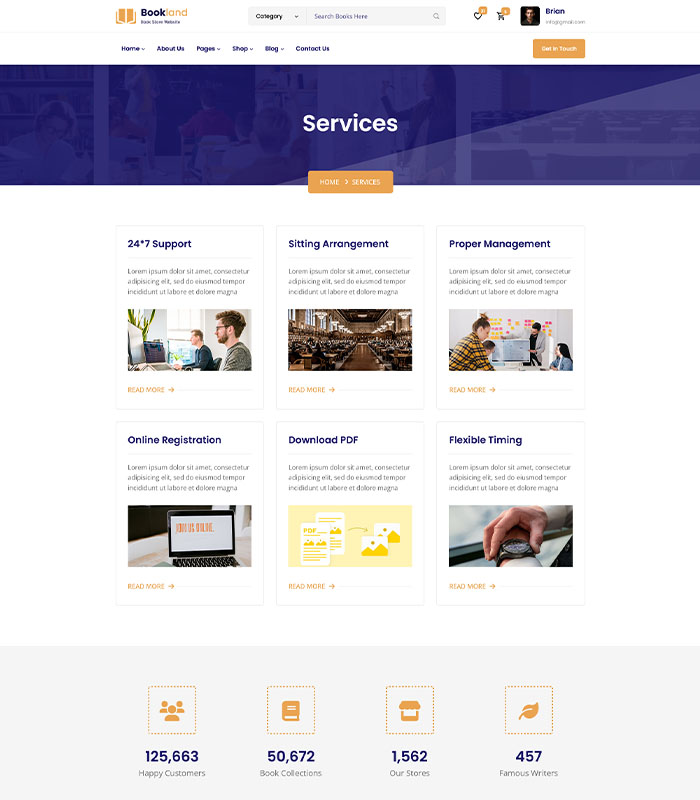 Bookland
Book Store Website
Category
Search Books Here
Brian
info@gmail.com
Home
About Us
Pages
Shop
Blog
Contact Us
Get In Touch
Services
HOME > SERVICES
24*7 Support
Sitting Arrangement
Proper Management
Lorem ipsum dolor sit amet, consectetur
adipisicing elit, sed do eiusmod tempor
incididunt ut labore et dolore magna
Lorem ipsum dolor sit amet, consectetur
adipisicing elit, sed do eiusmod tempor
incididunt ut labore et dolore magna
Lorem ipsum dolor sit amet, consectetur
adipisicing elit, sed do eiusmod tempor
incididunt ut labore et dolore magna
READ MORE →
READ MORE →
READ MORE →
Online Registration
Download PDF
Flexible Timing
Lorem ipsum dolor sit amet, consectetur
adipisicing elit, sed do eiusmod tempor
incididunt ut labore et dolore magna
Lorem ipsum dolor sit amet, consectetur
adipisicing elit, sed do eiusmod tempor
incididunt ut labore et dolore magna
Lorem ipsum dolor sit amet, consectetur
adipisicing elit, sed do eiusmod tempor
incididunt ut labore et dolore magna
JOIN US ONLINE.
PDF
READ MORE →
READ MORE →
READ MORE →
125,663
50,672
1,562
457
Happy Customers
Book Collections
Our Stores
Famous Writers